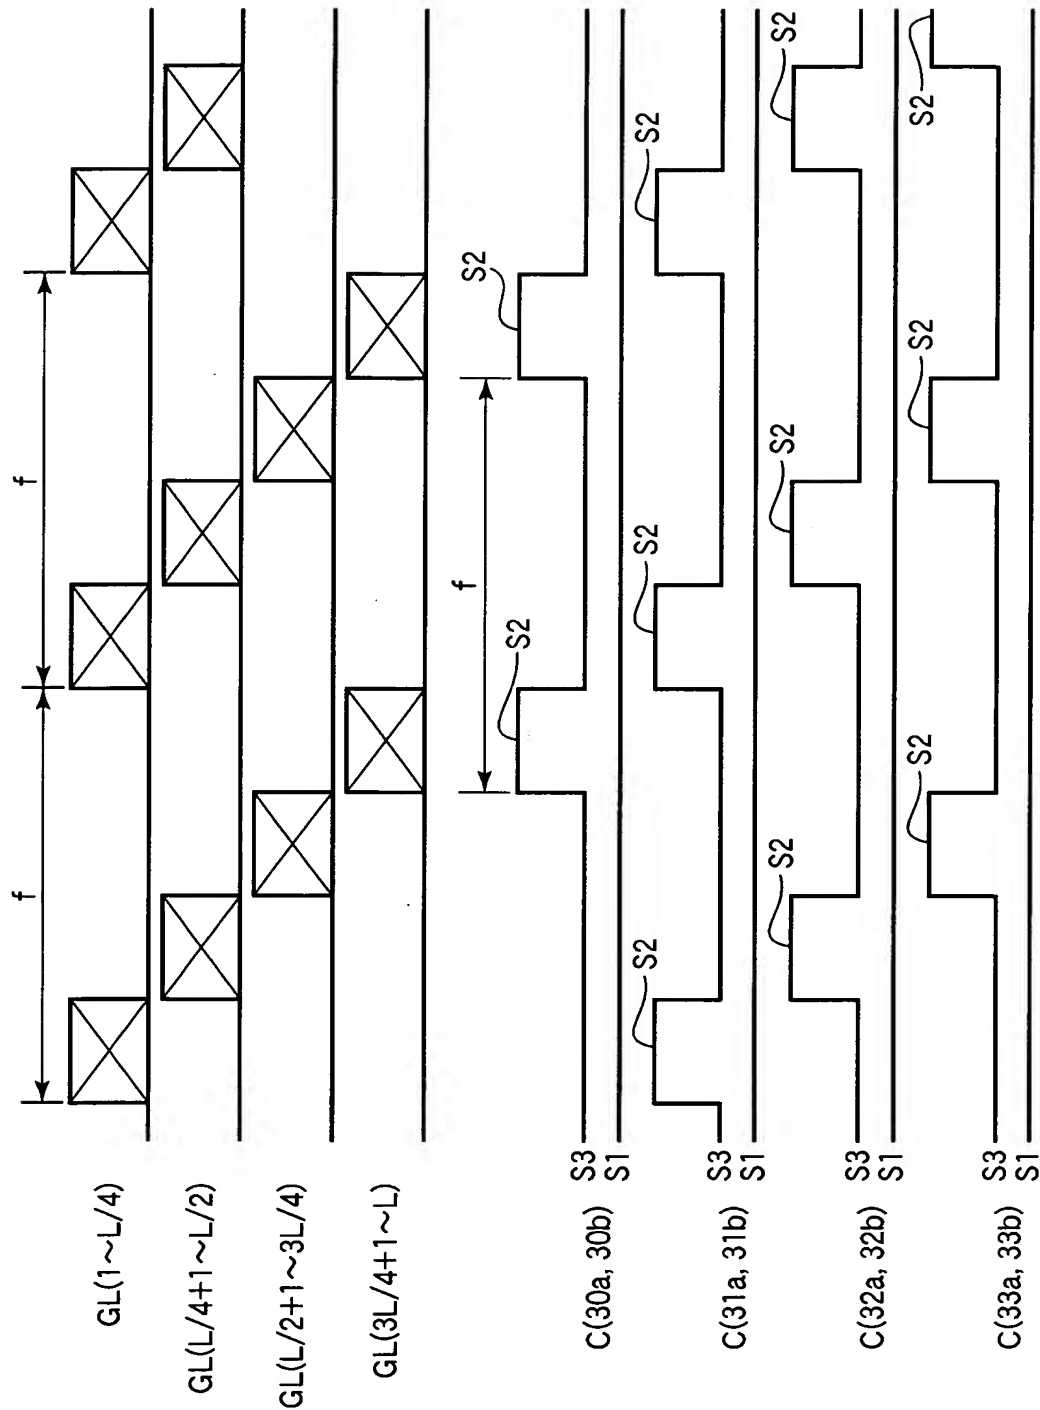 f f
GL(1~L/4)
GL(L/4+1~L/2)
GL(L/2+1~3L/4)
GL(3L/4+1~L)
f
S2 S2
C(30a, 30b) S3
S1
S2 S2 S2
C(31a, 31b) S3
S1
S2 S2 S2
C(32a, 32b) S3
S1
S2 S2 S2
C(33a, 33b) S3
S1